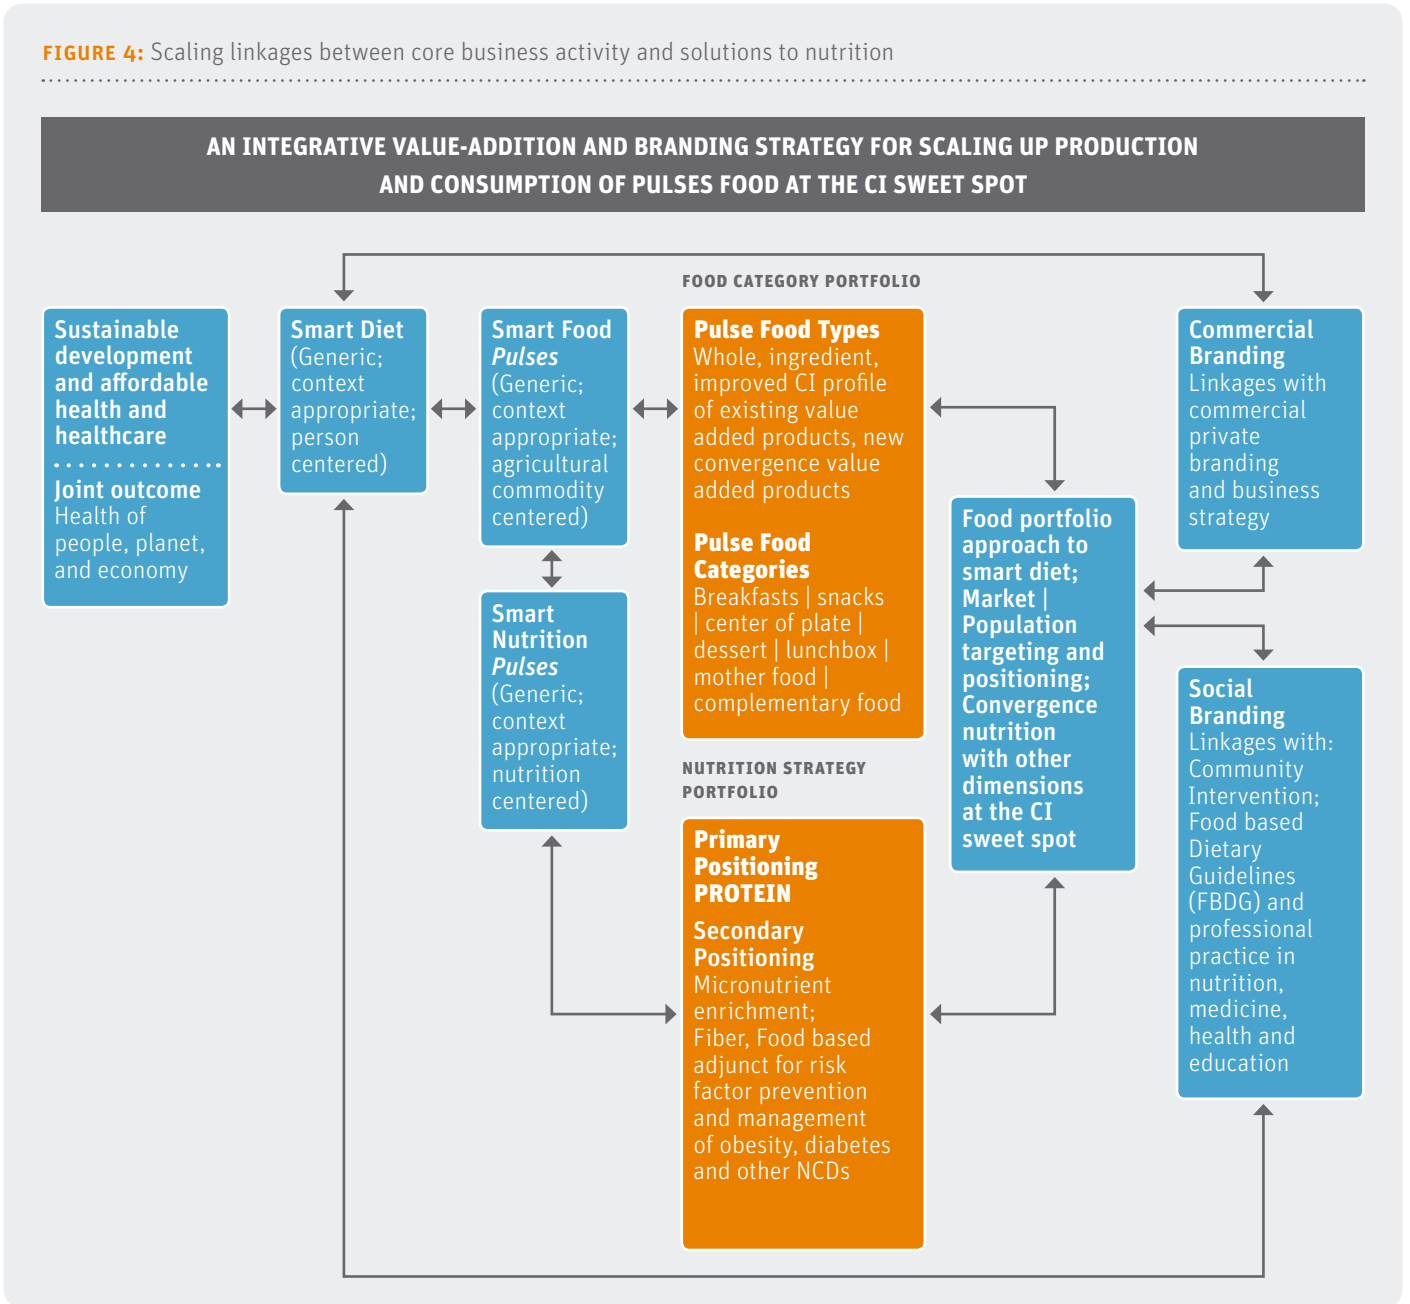 FIGURE 4: Scaling linkages between core business activity and solutions to nutrition
AN INTEGRATIVE VALUE-ADDITION AND BRANDING STRATEGY FOR SCALING UP PRODUCTION
AND CONSUMPTION OF PULSES FOOD AT THE CI SWEET SPOT
Sustainable
development
and affordable
health and
healthcare
Joint outcome
Health of
people, planet,
and economy
Smart Diet
(Generic;
context
appropriate;
person
centered)
Smart Food
Pulses
(Generic;
context
appropriate;
agricultural
commodity
centered)
Smart
Nutrition
Pulses
(Generic;
context
appropriate;
nutrition
centered)
FOOD CATEGORY PORTFOLIO
Pulse Food Types
Whole, ingredient,
improved CI profile
of existing value
added products, new
convergence value
added products
Pulse Food
Categories
Breakfasts | snacks
| center of plate |
dessert | lunchbox |
mother food |
complementary food
NUTRITION STRATEGY
PORTFOLIO
Primary
Positioning
PROTEIN
Secondary
Positioning
Micronutrient
enrichment;
Fiber, Food based
adjunct for risk
factor prevention
and management
of obesity, diabetes
and other NCDs
Food portfolio
approach to
smart diet;
Market |
Population
targeting and
positioning;
Convergence
nutrition
with other
dimensions
at the CI
sweet spot
Commercial
Branding
Linkages with
commercial
private
branding
and business
strategy
Social
Branding
Linkages with:
Community
Intervention;
Food based
Dietary
Guidelines
(FBDG) and
professional
practice in
nutrition,
medicine,
health and
education